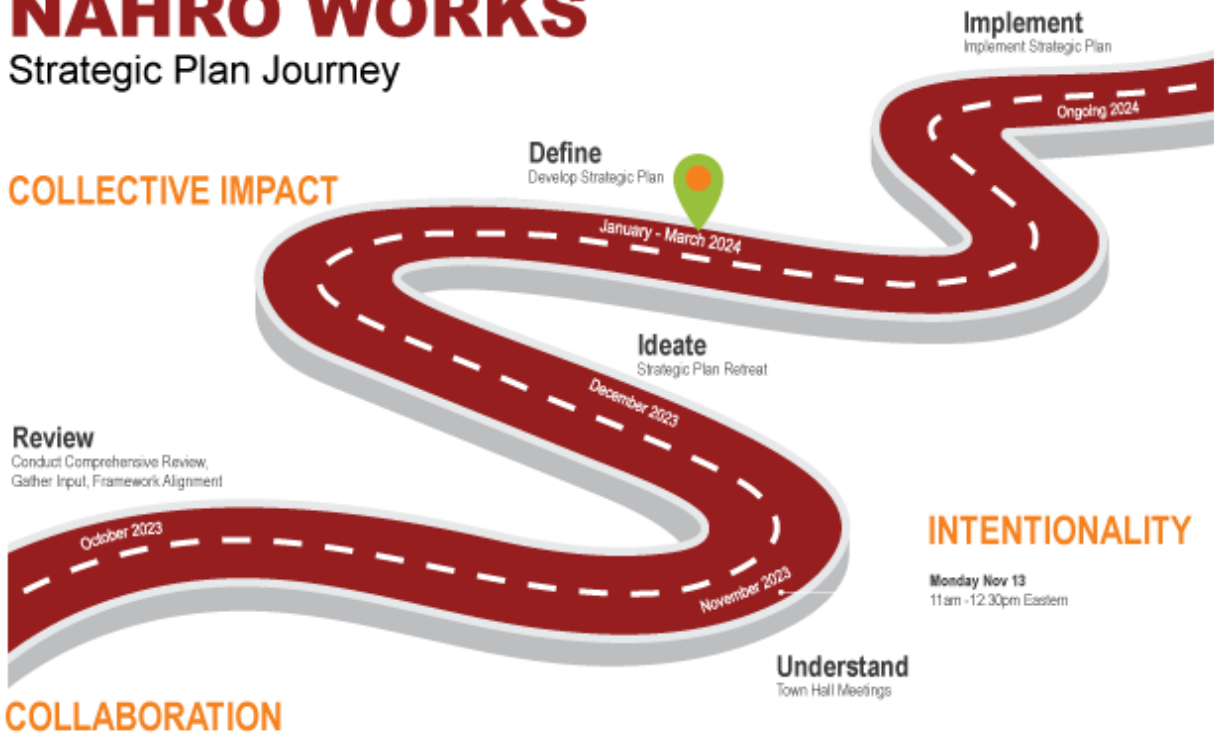 NAHRO WORKS
Strategic Plan Journey
Implement
Implement Strategic Plan
Ongoing 2024
Define
Develop Strategic Plan
COLLECTIVE IMPACT
January - March 2024
Ideate
Strategic Plan Retreat
December 2023
Review
Conduct Comprehensive Review,
Gather Input, Framework Alignment
October 2023
INTENTIONALITY
Monday Nov 13
11am -12:30pm Eastern
November 2023
Understand
Town Hall Meetings
COLLABORATION